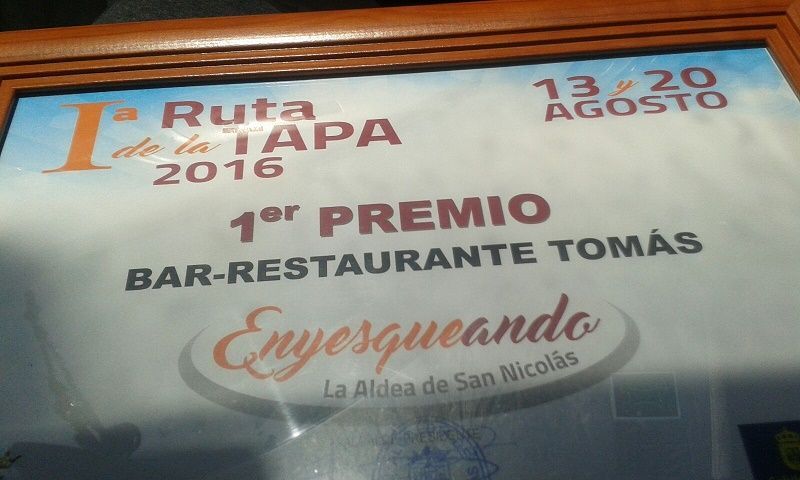 Iª Ruta
de la TAPA
2016
13 y 20
AGOSTO
1er PREMIO
BAR-RESTAURANTE TOMÁS
Enyesqueando
La Aldea de San Nicolás